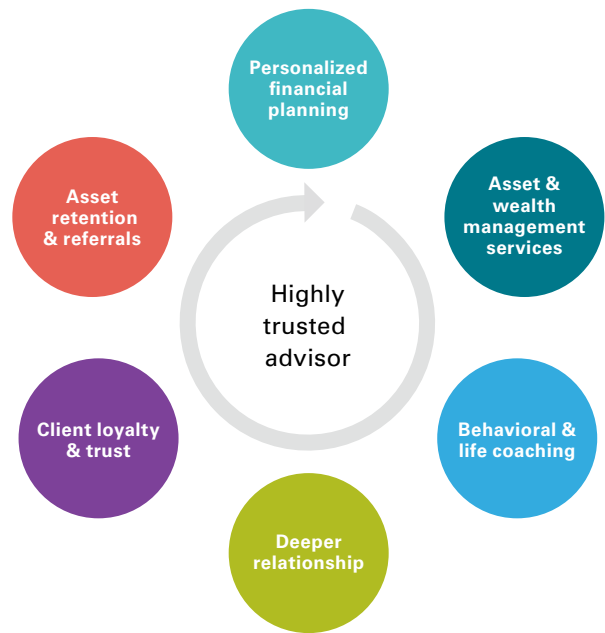 Personalized
financial
planning
Asset &
wealth
management
services
Behavioral &
life coaching
Deeper
relationship
Client loyalty
& trust
Asset
retention
& referrals
Highly
trusted
advisor